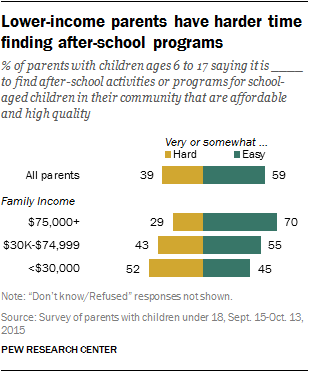 Lower-income parents have harder time
finding after-school programs
% of parents with children ages 6 to 17 saying it is ____
to find after-school activities or programs for school-
aged children in their community that are affordable
and high quality
Very or somewhat ...
Hard Easy
All parents 39 59
Family Income
$75,000+ 29 70
$30K-$74,999 43 55
<$30,000 52 45
Note: “Don’t know/Refused” responses not shown.
Source: Survey of parents with children under 18, Sept. 15-Oct. 13,
2015
PEW RESEARCH CENTER